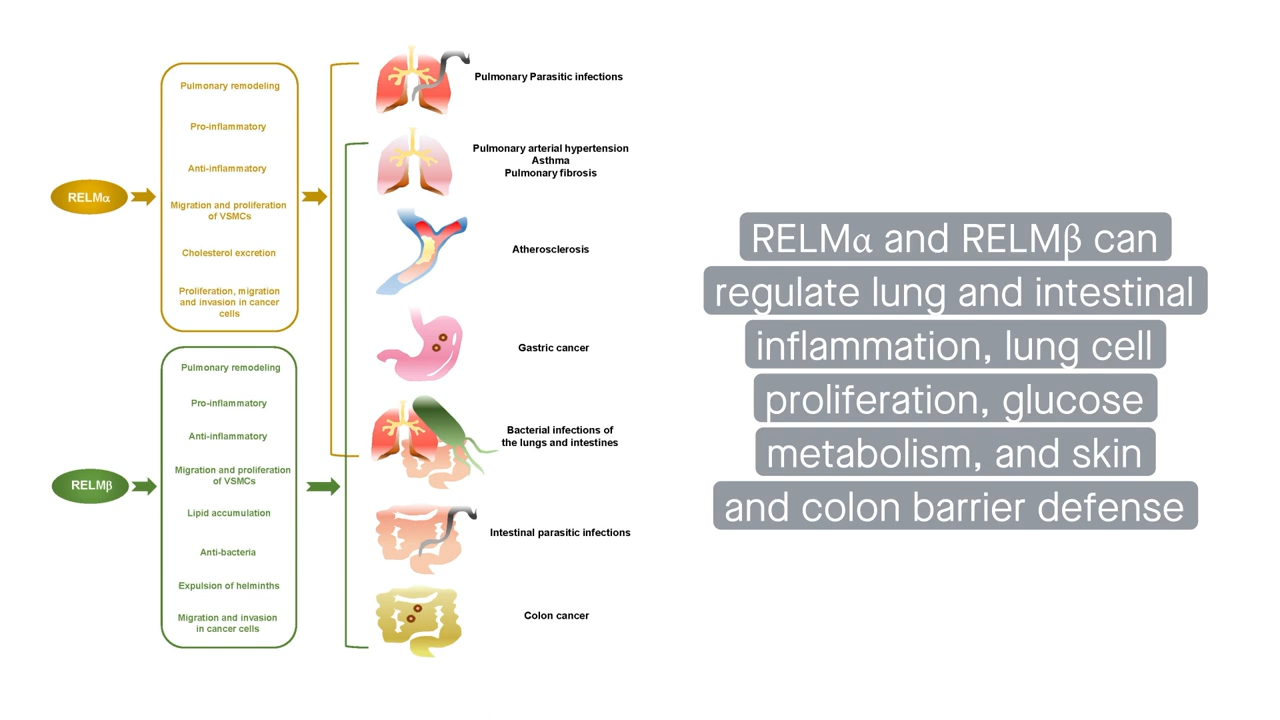 RELMα
Pulmonary remodeling
Pro-inflammatory
Anti-inflammatory
Migration and proliferation
of VSMCs
Cholesterol excretion
Proliferation, migration
and invasion in cancer
cells
RELMβ
Pulmonary remodeling
Pro-inflammatory
Anti-inflammatory
Migration and proliferation
of VSMCs
Lipid accumulation
Anti-bacteria
Expulsion of helminths
Migration and invasion
in cancer cells
Pulmonary Parasitic infections
Pulmonary arterial hypertension
Asthma
Pulmonary fibrosis
Atherosclerosis
Gastric cancer
Bacterial infections of
the lungs and intestines
Intestinal parasitic infections
Colon cancer
RELMα and RELMβ can
regulate lung and intestinal
inflammation, lung cell
proliferation, glucose
metabolism, and skin
and colon barrier defense